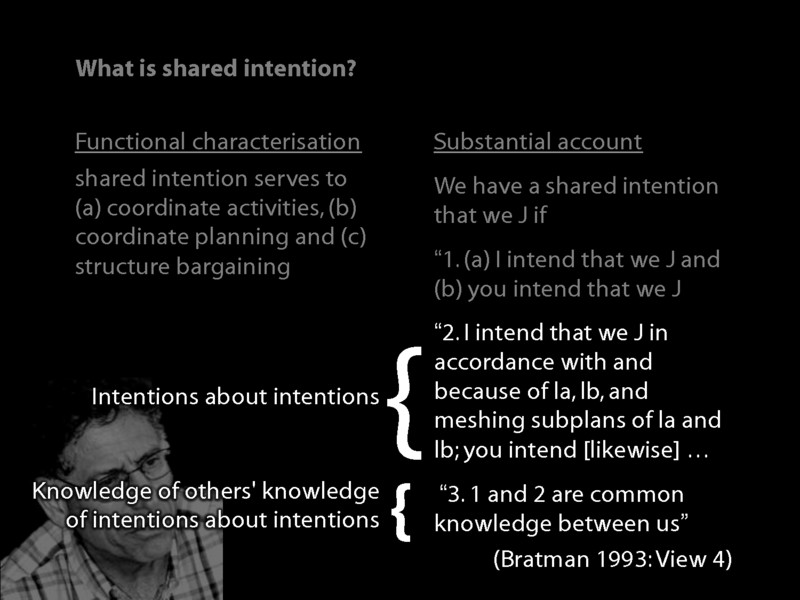 What is shared intention?
Functional characterisation
shared intention serves to
(a) coordinate activities, (b)
coordinate planning and (c)
structure bargaining
Substantial account
We have a shared intention
that we J if
“1. (a) I intend that we J and
(b) you intend that we J
“2. I intend that we J in
accordance with and
because of la, lb, and
meshing subplans of la and
lb; you intend [likewise] …
Intentions about intentions
{
“3. 1 and 2 are common
knowledge between us”
Knowledge of others' knowledge
of intentions about intentions
{
(Bratman 1993: View 4)